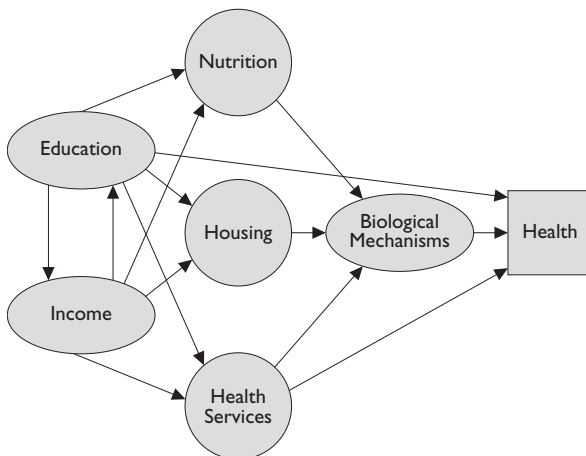 Nutrition
Education
Housing
Biological
Mechanisms
Health
Income
Health
Services